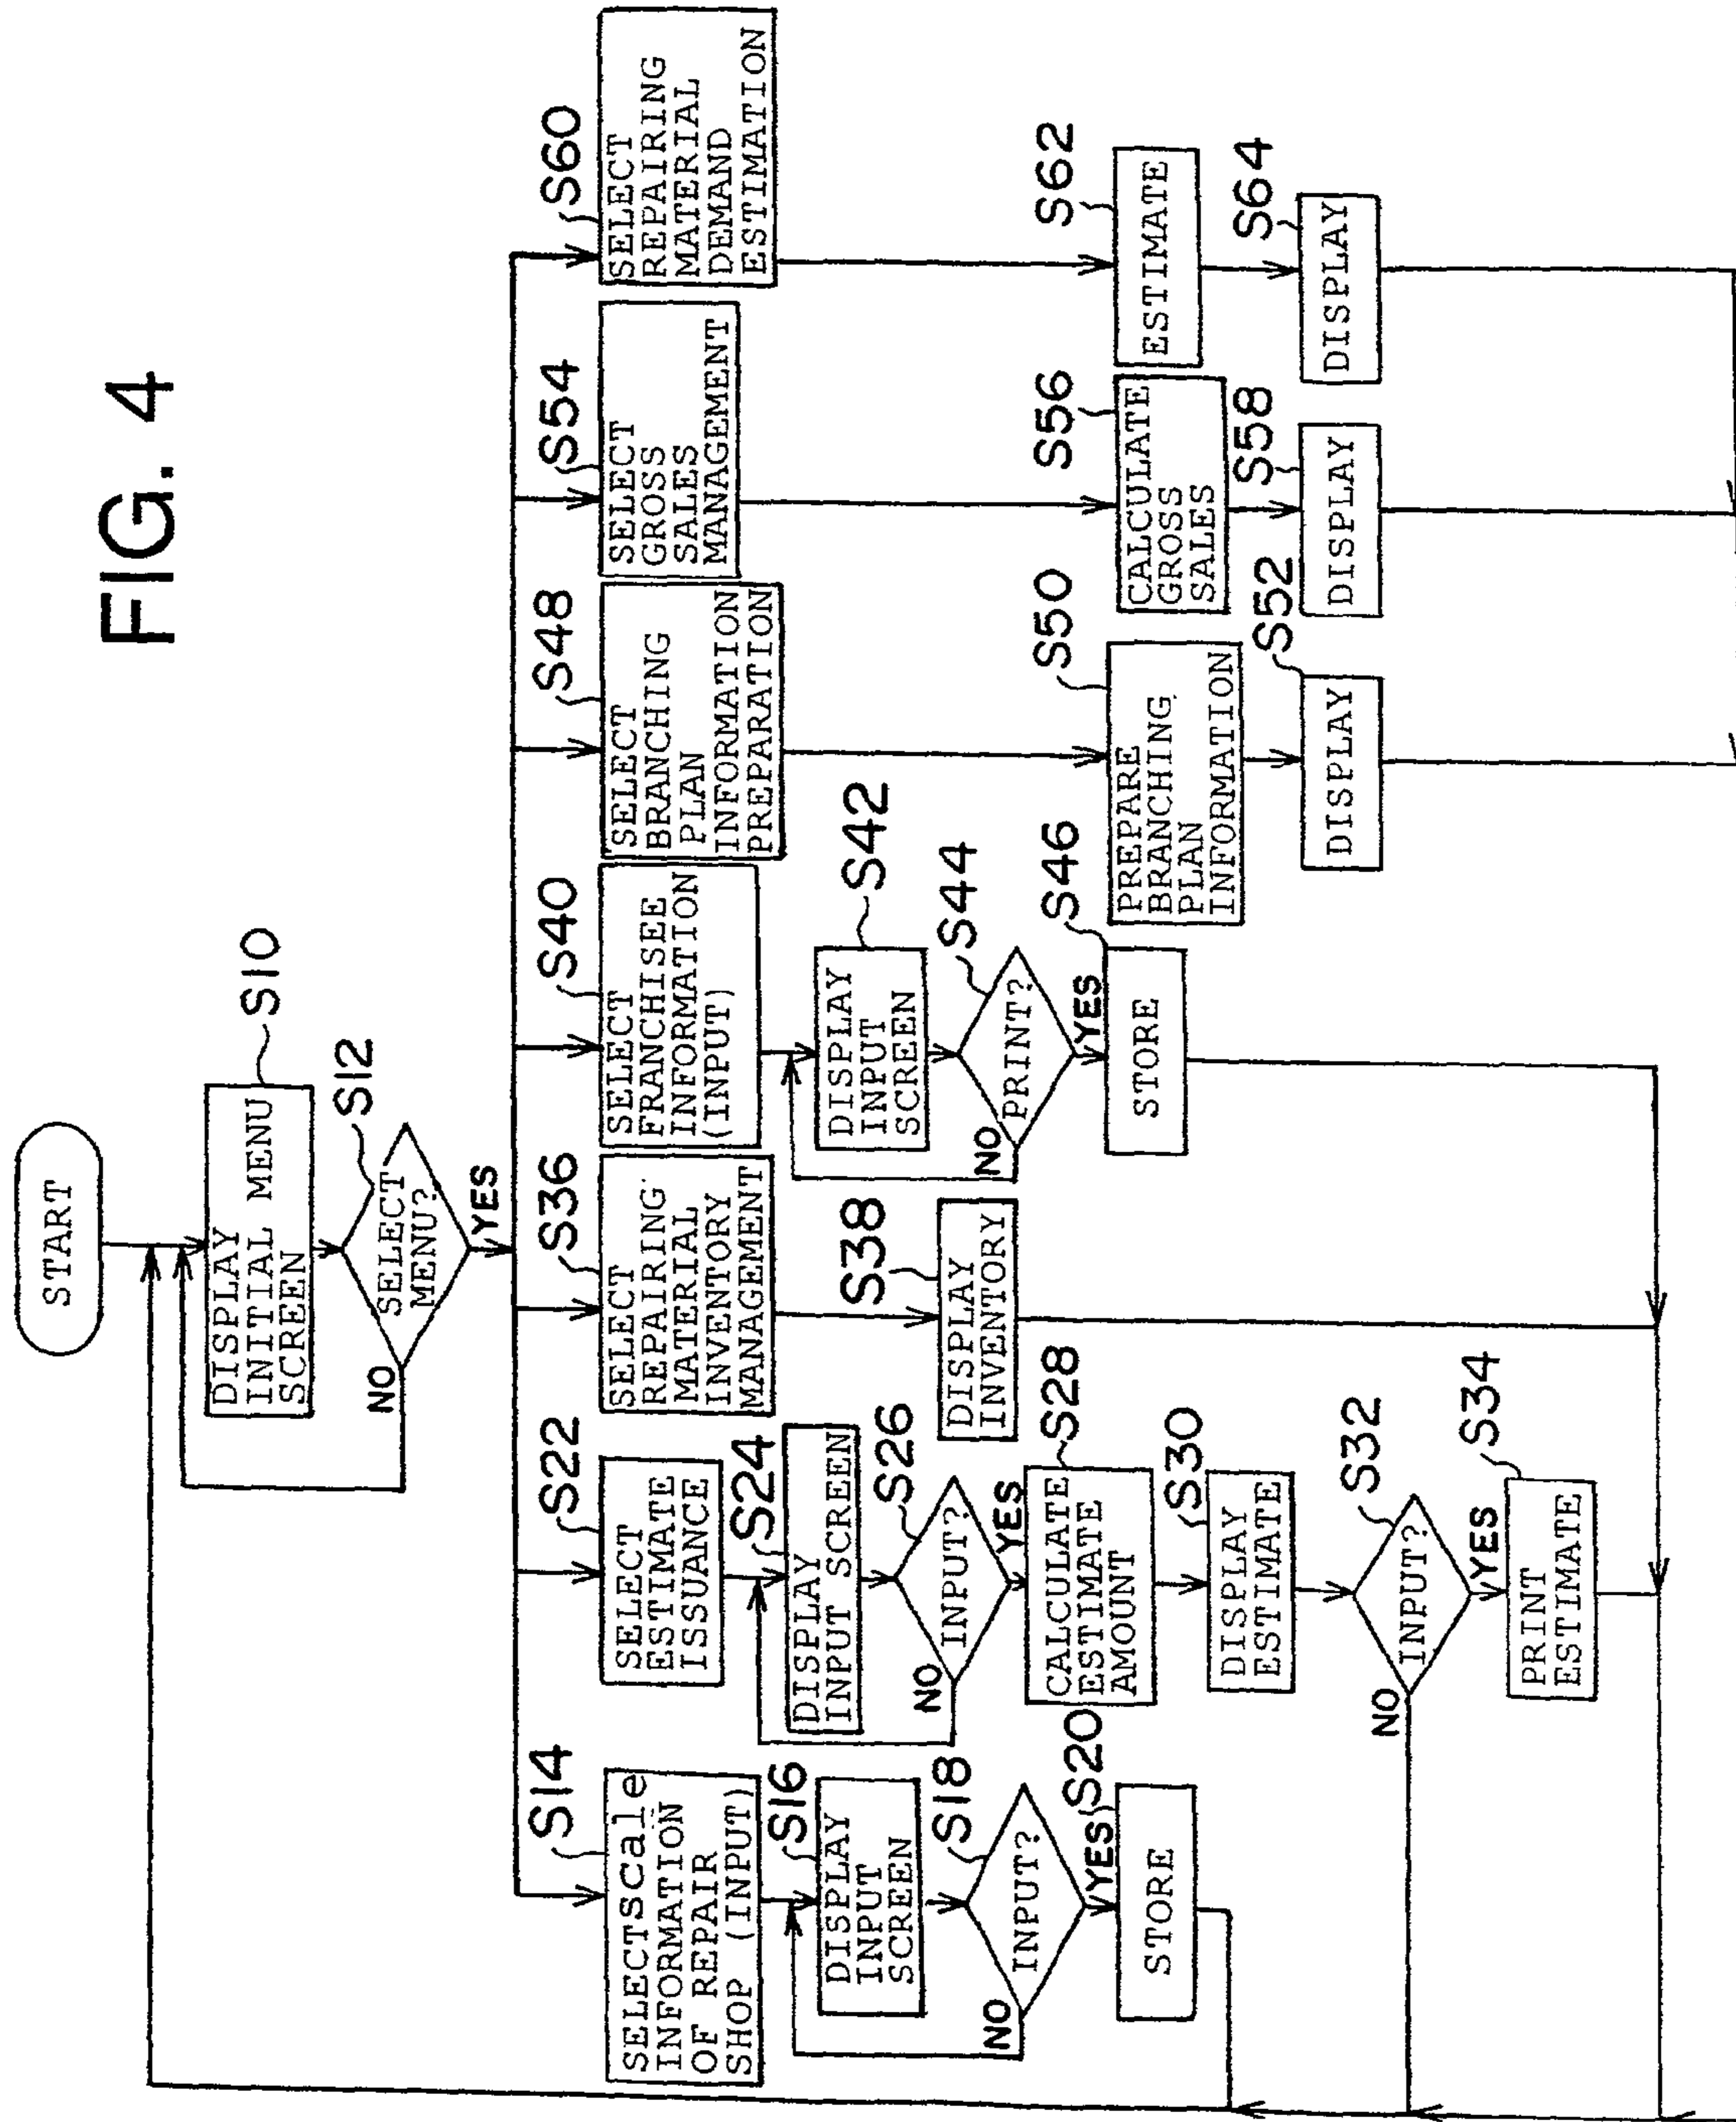 FIG. 4
START
S10
DISPLAY
INITIAL MENU
SCREEN
S12
SELECT
MENU?
NO
YES
S14
SELECTscale
INFORMATION
OF REPAIR
SHOP (INPUT)
S16
DISPLAY
INPUT
SCREEN
S18
INPUT?
NO
YES
S20
STORE
S22
SELECT
ESTIMATE
ISSUANCE
S24
DISPLAY
INPUT SCREEN
S26
INPUT?
NO
YES
S28
CALCULATE
ESTIMATE
AMOUNT
S30
DISPLAY
ESTIMATE
S32
INPUT?
NO
YES
S34
PRINT
ESTIMATE
S36
SELECT
REPAIRING
MATERIAL
INVENTORY
MANAGEMENT
S38
DISPLAY
INVENTORY
S40
SELECT
FRANCHISEE
INFORMATION
(INPUT)
S42
DISPLAY
INPUT
SCREEN
S44
PRINT?
NO
YES
S46
STORE
S48
SELECT
BRANCHING
PLAN
INFORMATION
PREPARATION
S50
PREPARE
BRANCHING
PLAN
INFORMATION
S52
DISPLAY
S54
SELECT
GROSS
SALES
MANAGEMENT
S56
CALCULATE
GROSS
SALES
S58
DISPLAY
S60
SELECT
REPAIRING
MATERIAL
DEMAND
ESTIMATION
S62
ESTIMATE
S64
DISPLAY